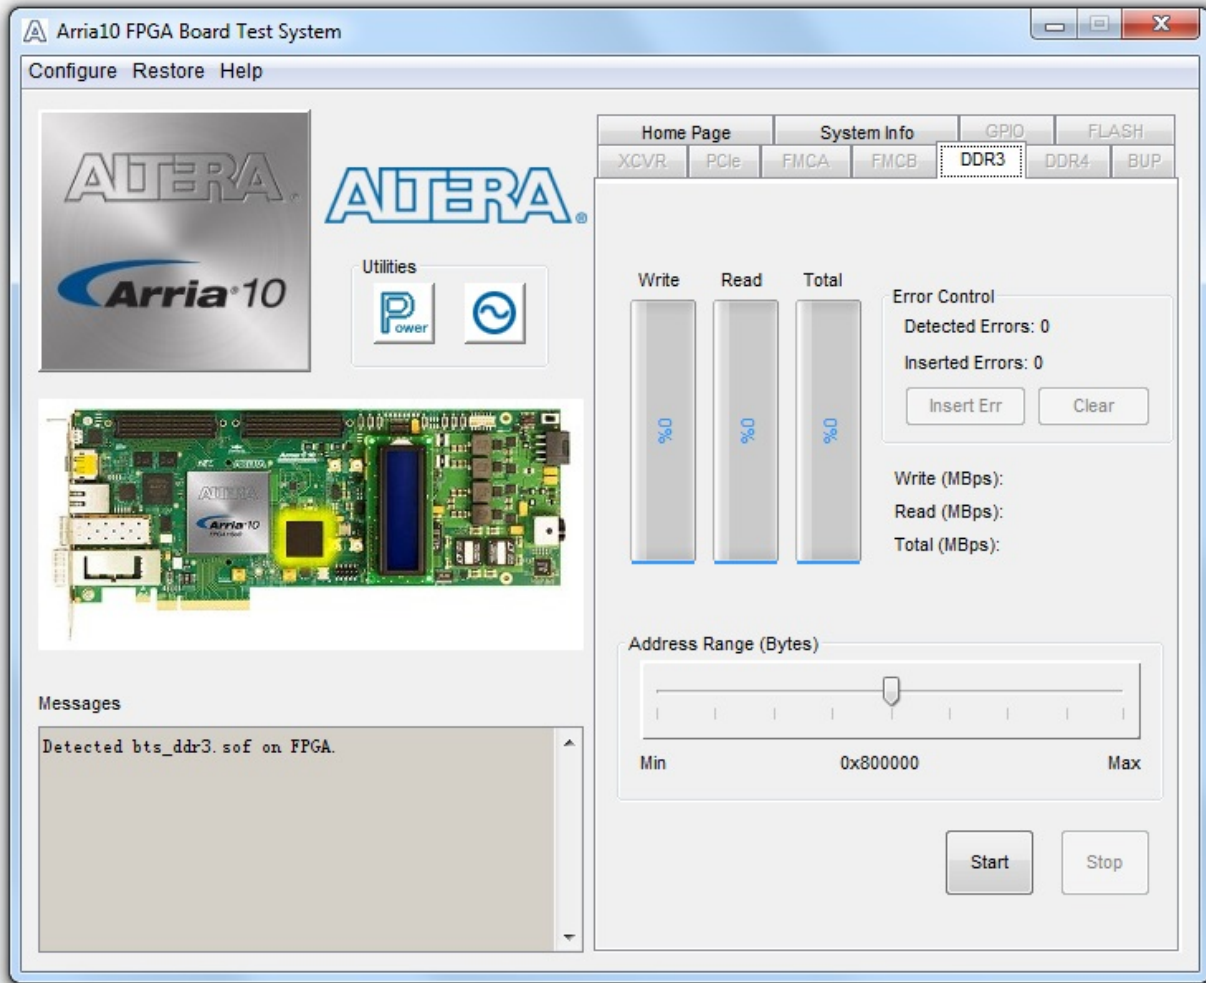 Arria10 FPGA Board Test System
Configure Restore Help
ALTERA.
Arria® 10
ALTERA®
Utilities
Power
ALTERA
Arria® 10
Messages
Detected bts_ddr3.sof on FPGA.
Home Page System Info GPIO FLASH
XCVR PCIe FMCA FMCB DDR3 DDR4 BUP
Write Read Total
0% 0% 0%
Error Control
Detected Errors: 0
Inserted Errors: 0
Insert Err Clear
Write (MBps):
Read (MBps):
Total (MBps):
Address Range (Bytes)
Min 0x800000 Max
Start Stop